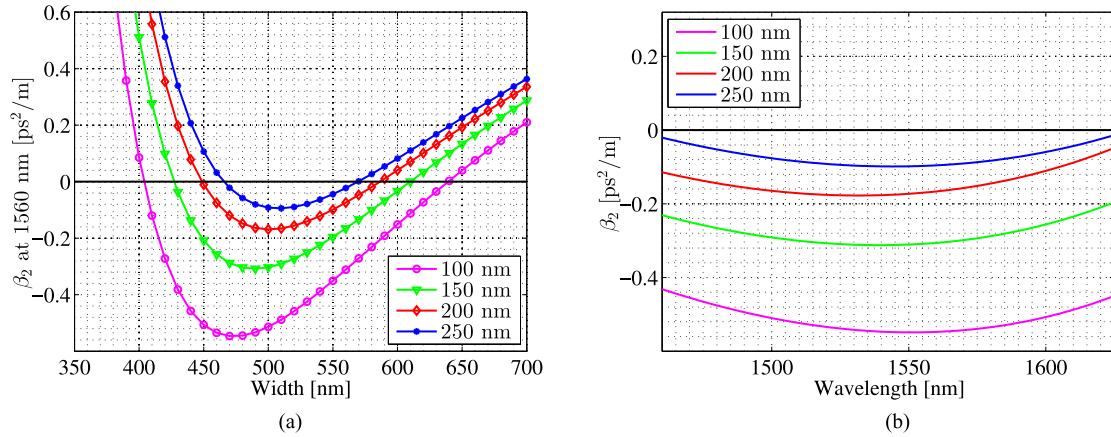 0.6
0.4
0.2
0
−0.2
−0.4
β₂ at 1560 nm [ps²/m]
350 400 450 500 550 600 650 700
Width [nm]
100 nm
150 nm
200 nm
250 nm
(a)
100 nm
150 nm
200 nm
250 nm
0.2
0
−0.2
−0.4
β₂ [ps²/m]
1500 1550 1600
Wavelength [nm]
(b)